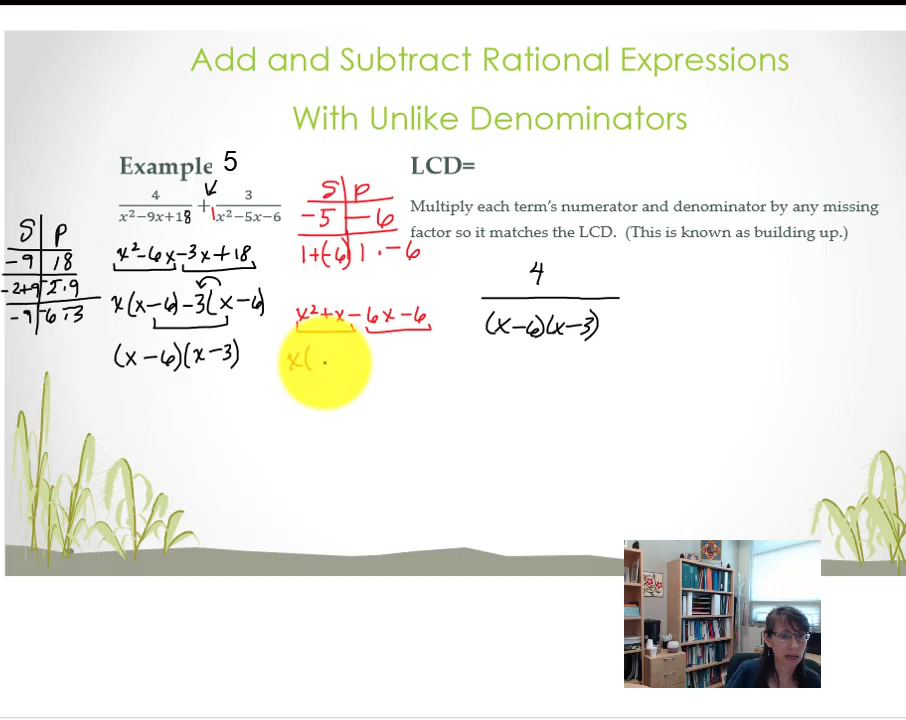 Add and Subtract Rational Expressions
With Unlike Denominators
Example 5
4/(x²−9x+18) + 3/(1x²−5x−6)
S | P
−9 | 18
−2+9 | 2·9
−9 | −6·−3
x²−6x−3x+18
x(x−6)−3(x−6)
(x−6)(x−3)
S | P
−5 | −6
1+(−6) | 1·−6
x²+x−6x−6
x(
LCD=
Multiply each term's numerator and denominator by any missing
factor so it matches the LCD. (This is known as building up.)
4
(x−6)(x−3)